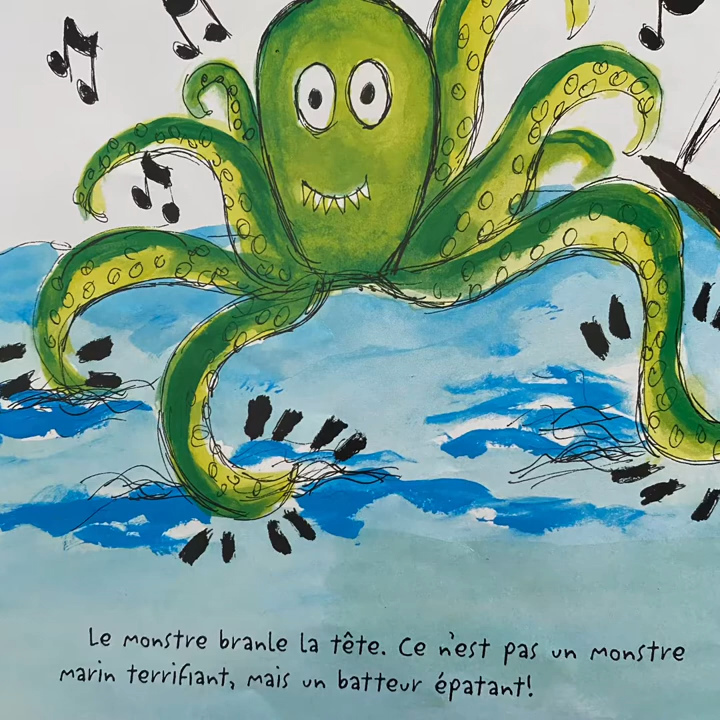 Le monstre branle la tête. Ce n'est pas un monstre
marin terrifiant, mais un batteur épatant!